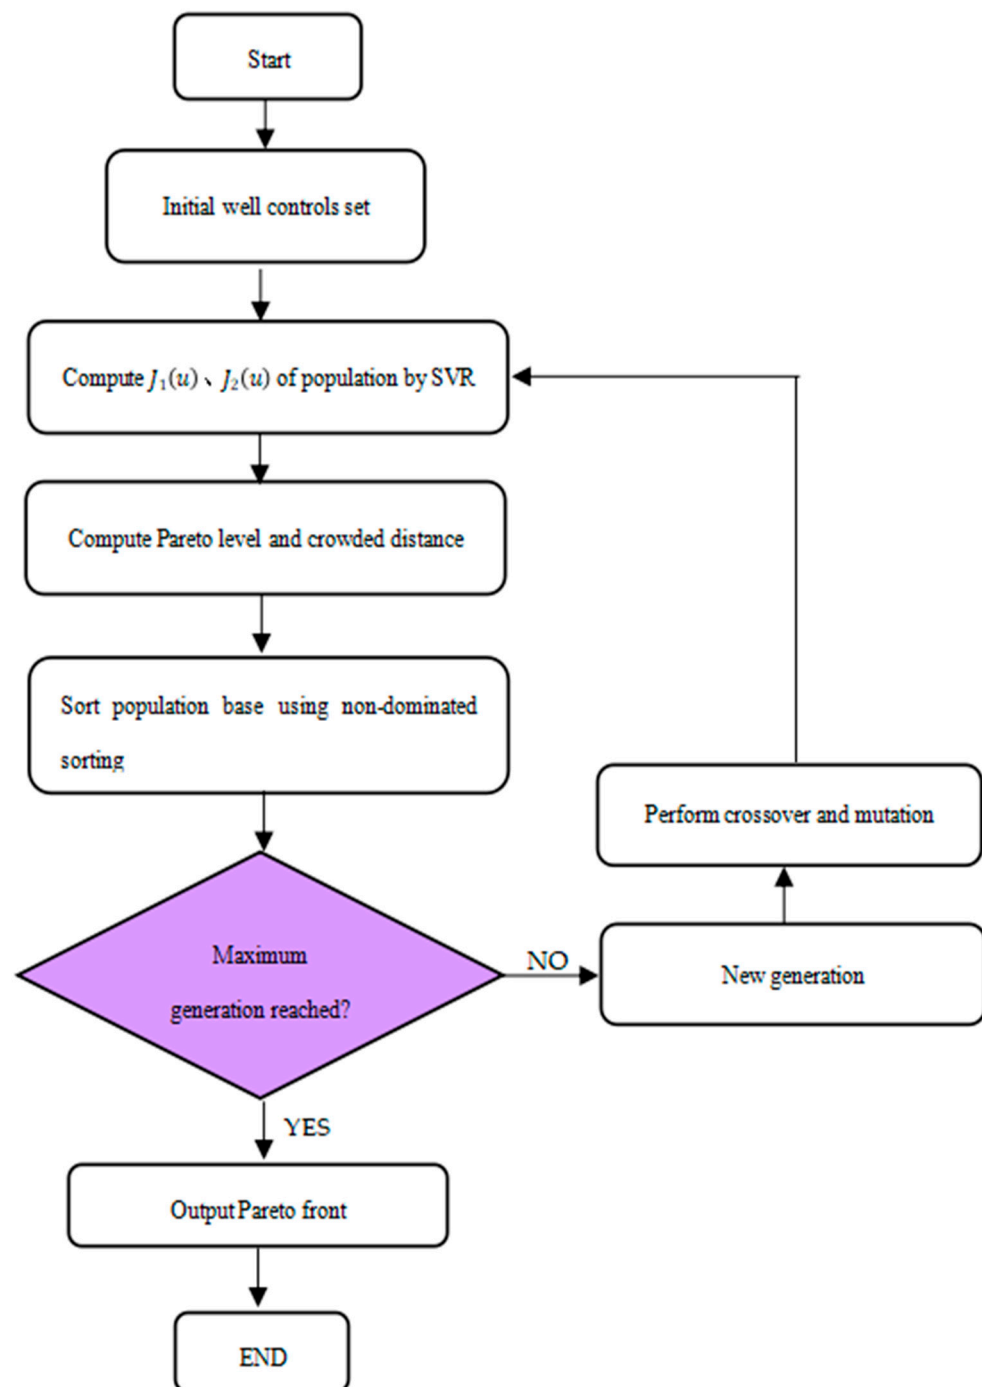 Start
Initial well controls set
Compute J₁(u)、J₂(u) of population by SVR
Compute Pareto level and crowded distance
Sort population base using non-dominated
sorting
Maximum
generation reached?
NO
New generation
Perform crossover and mutation
YES
Output Pareto front
END